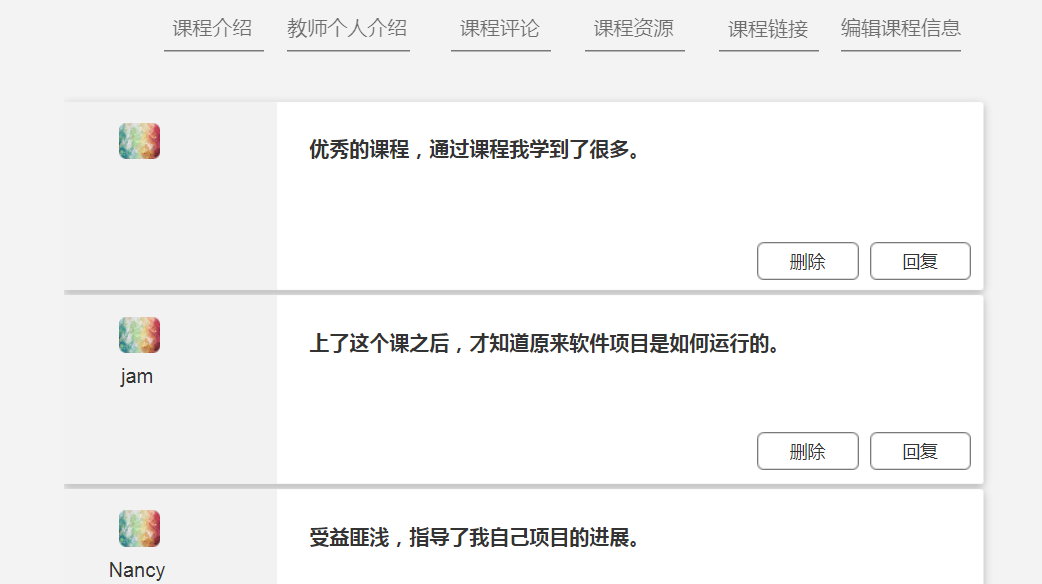 课程介绍 教师个人介绍 课程评论 课程资源 课程链接 编辑课程信息
优秀的课程，通过课程我学到了很多。
删除 回复
上了这个课之后，才知道原来软件项目是如何运行的。
jam
删除 回复
受益匪浅，指导了我自己项目的进展。
Nancy